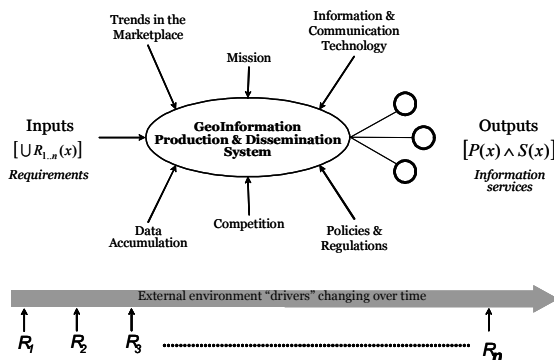 Trends in the
Marketplace
Information &
Communication
Technology
Mission
Inputs
[∪R₁..ₙ(x)]
Requirements
GeoInformation
Production & Dissemination
System
Outputs
[P(x) ∧ S(x)]
Information
services
Data
Accumulation
Competition
Policies &
Regulations
External environment “drivers” changing over time
R₁ R₂ R₃ Rₙ